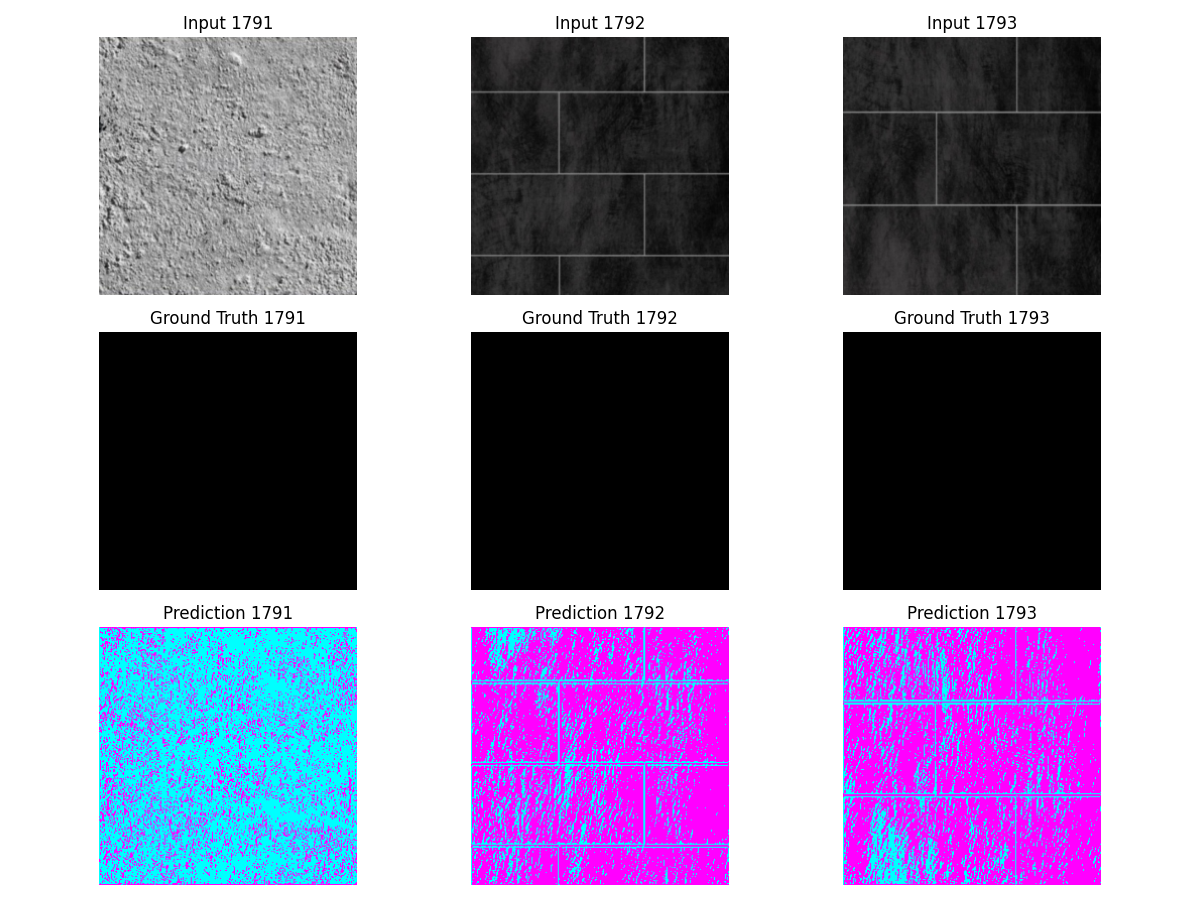 Input 1791
Input 1792
Input 1793
Ground Truth 1791
Ground Truth 1792
Ground Truth 1793
Prediction 1791
Prediction 1792
Prediction 1793